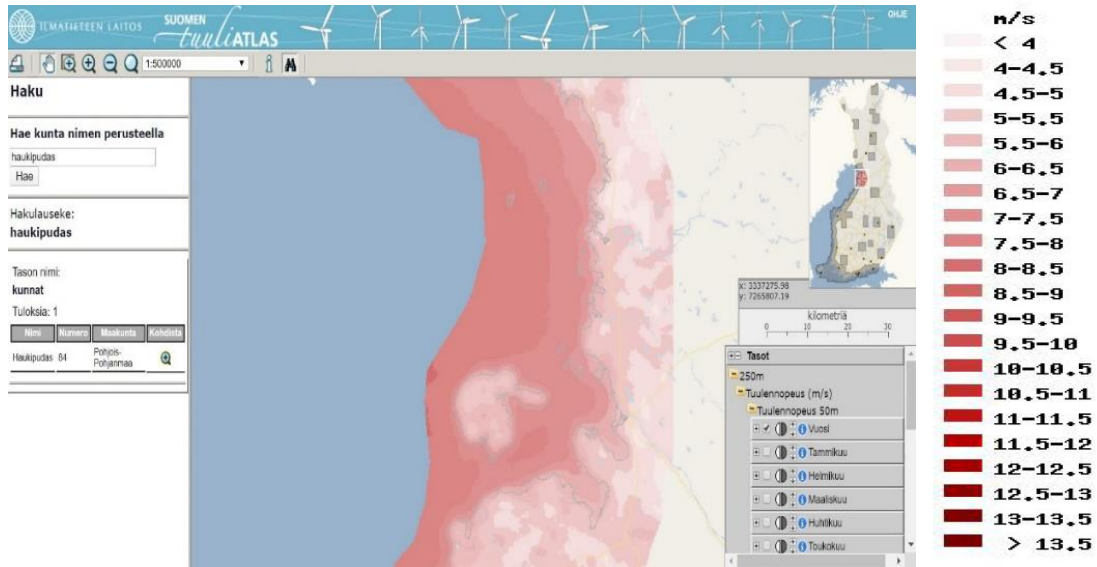 ILMATIETEEN LAITOS
SUOMEN
tuuliATLAS
OHJE
1:500000
Haku
Hae kunta nimen perusteella
haukipudas
Hae
Hakulauseke:
haukipudas
Tason nimi:
kunnat
Tuloksia: 1
Nimi Numero Maakunta Kohdista
Haukipudas 84 Pohjois-
Pohjanmaa
x: 3337275.98
y: 7265807.19
kilometriä
0 10 20 30
Tasot
250m
Tuulennopeus (m/s)
Tuulennopeus 50m
Vuosi
Tammikuu
Helmikuu
Maaliskuu
Huhtikuu
Toukokuu
m/s
< 4
4-4.5
4.5-5
5-5.5
5.5-6
6-6.5
6.5-7
7-7.5
7.5-8
8-8.5
8.5-9
9-9.5
9.5-10
10-10.5
10.5-11
11-11.5
11.5-12
12-12.5
12.5-13
13-13.5
> 13.5